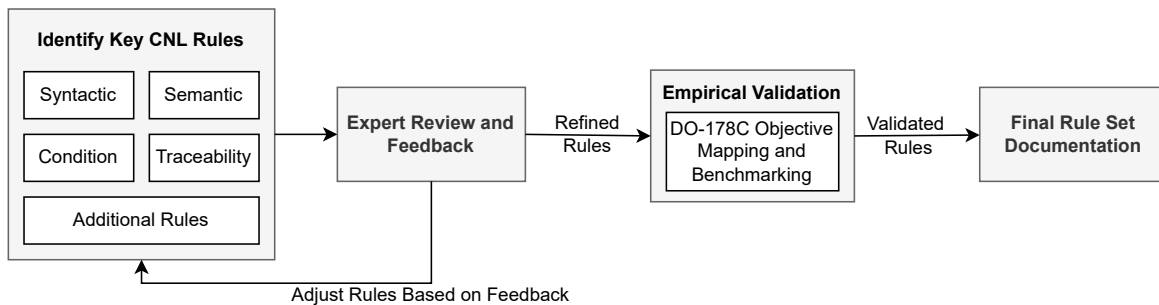 Identify Key CNL Rules
Syntactic
Semantic
Condition
Traceability
Additional Rules
Expert Review and
Feedback
Refined
Rules
Empirical Validation
DO-178C Objective
Mapping and
Benchmarking
Validated
Rules
Final Rule Set
Documentation
Adjust Rules Based on Feedback